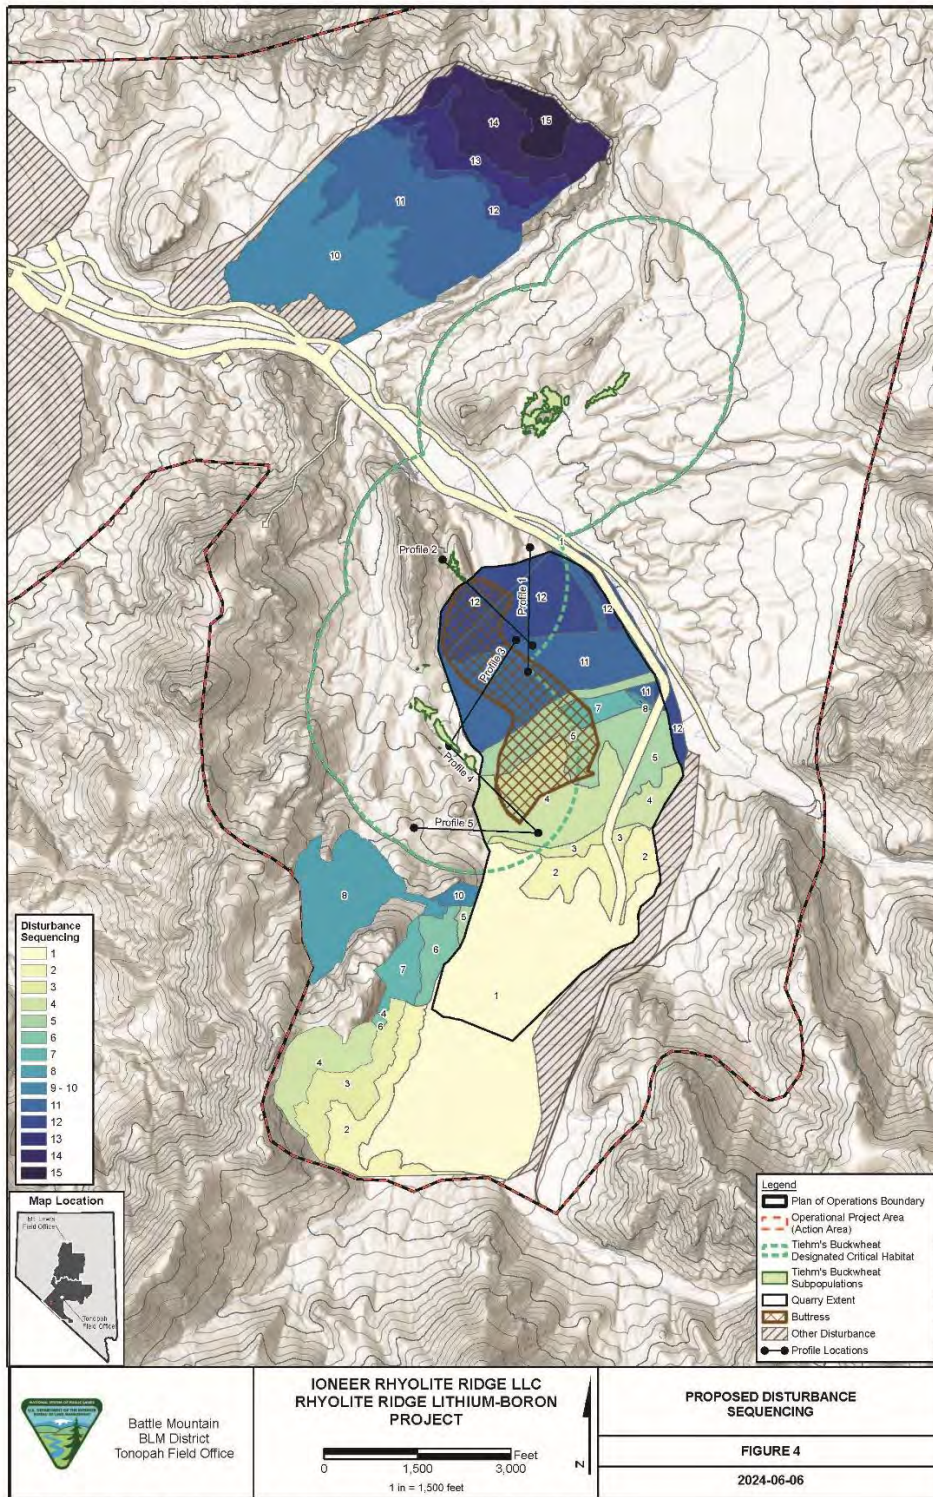 15
14
13
12
11
10
Profile 2
1
Profile 1
12
12
12
Profile 3
11
11
7
8
12
5
5
Profile 4
4
4
Profile 5
3
3
2
2
8
10
5
6
7
1
4
6
4
3
2
Disturbance
Sequencing
1
2
3
4
5
6
7
8
9 - 10
11
12
13
14
15
Map Location
Mt. Lewis
Field Office
Tonopah
Field Office
Legend
Plan of Operations Boundary
Operational Project Area
(Action Area)
Tiehm's Buckwheat
Designated Critical Habitat
Tiehm's Buckwheat
Subpopulations
Quarry Extent
Buttress
Other Disturbance
Profile Locations
Battle Mountain
BLM District
Tonopah Field Office
IONEER RHYOLITE RIDGE LLC
RHYOLITE RIDGE LITHIUM-BORON
PROJECT
Feet
0 1,500 3,000
1 in = 1,500 feet
N
PROPOSED DISTURBANCE
SEQUENCING
FIGURE 4
2024-06-06